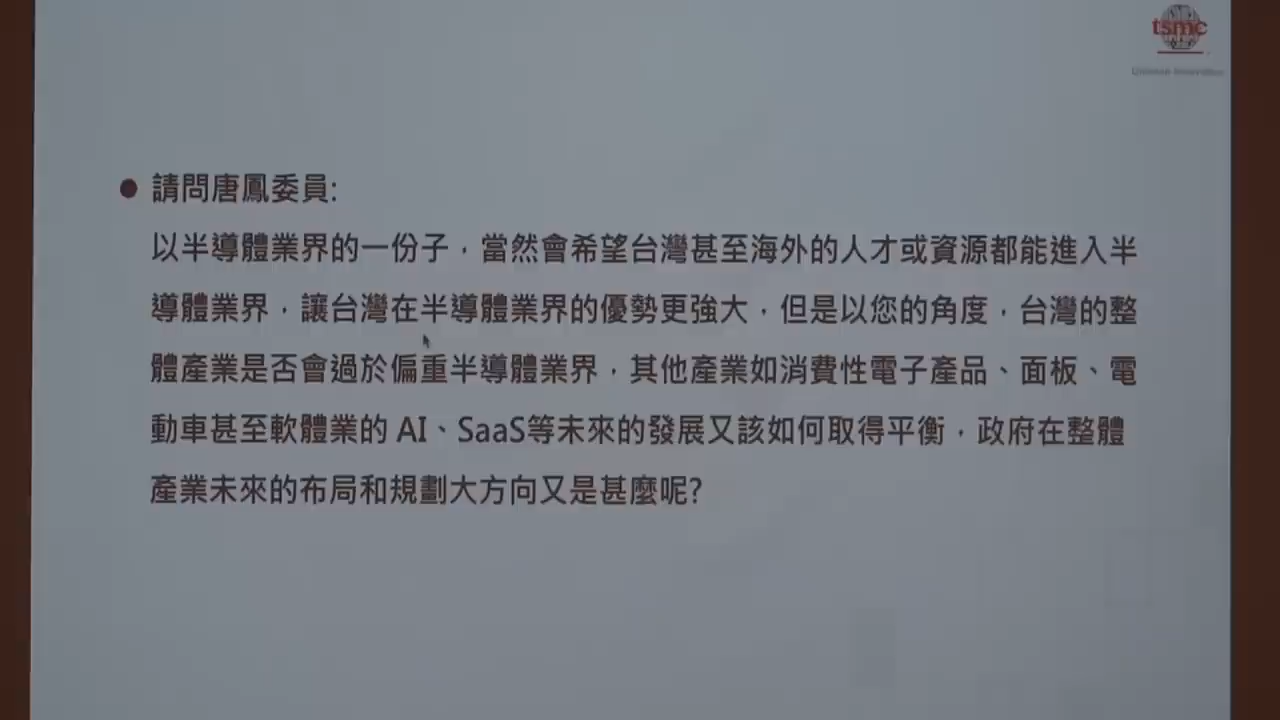 tsmc
● 請問唐鳳委員:
以半導體業界的一份子，當然會希望台灣甚至海外的人才或資源都能進入半
導體業界，讓台灣在半導體業界的優勢更強大，但是以您的角度，台灣的整
體產業是否會過於偏重半導體業界，其他產業如消費性電子產品、面板、電
動車甚至軟體業的 AI、SaaS等未來的發展又該如何取得平衡，政府在整體
產業未來的布局和規劃大方向又是甚麼呢?